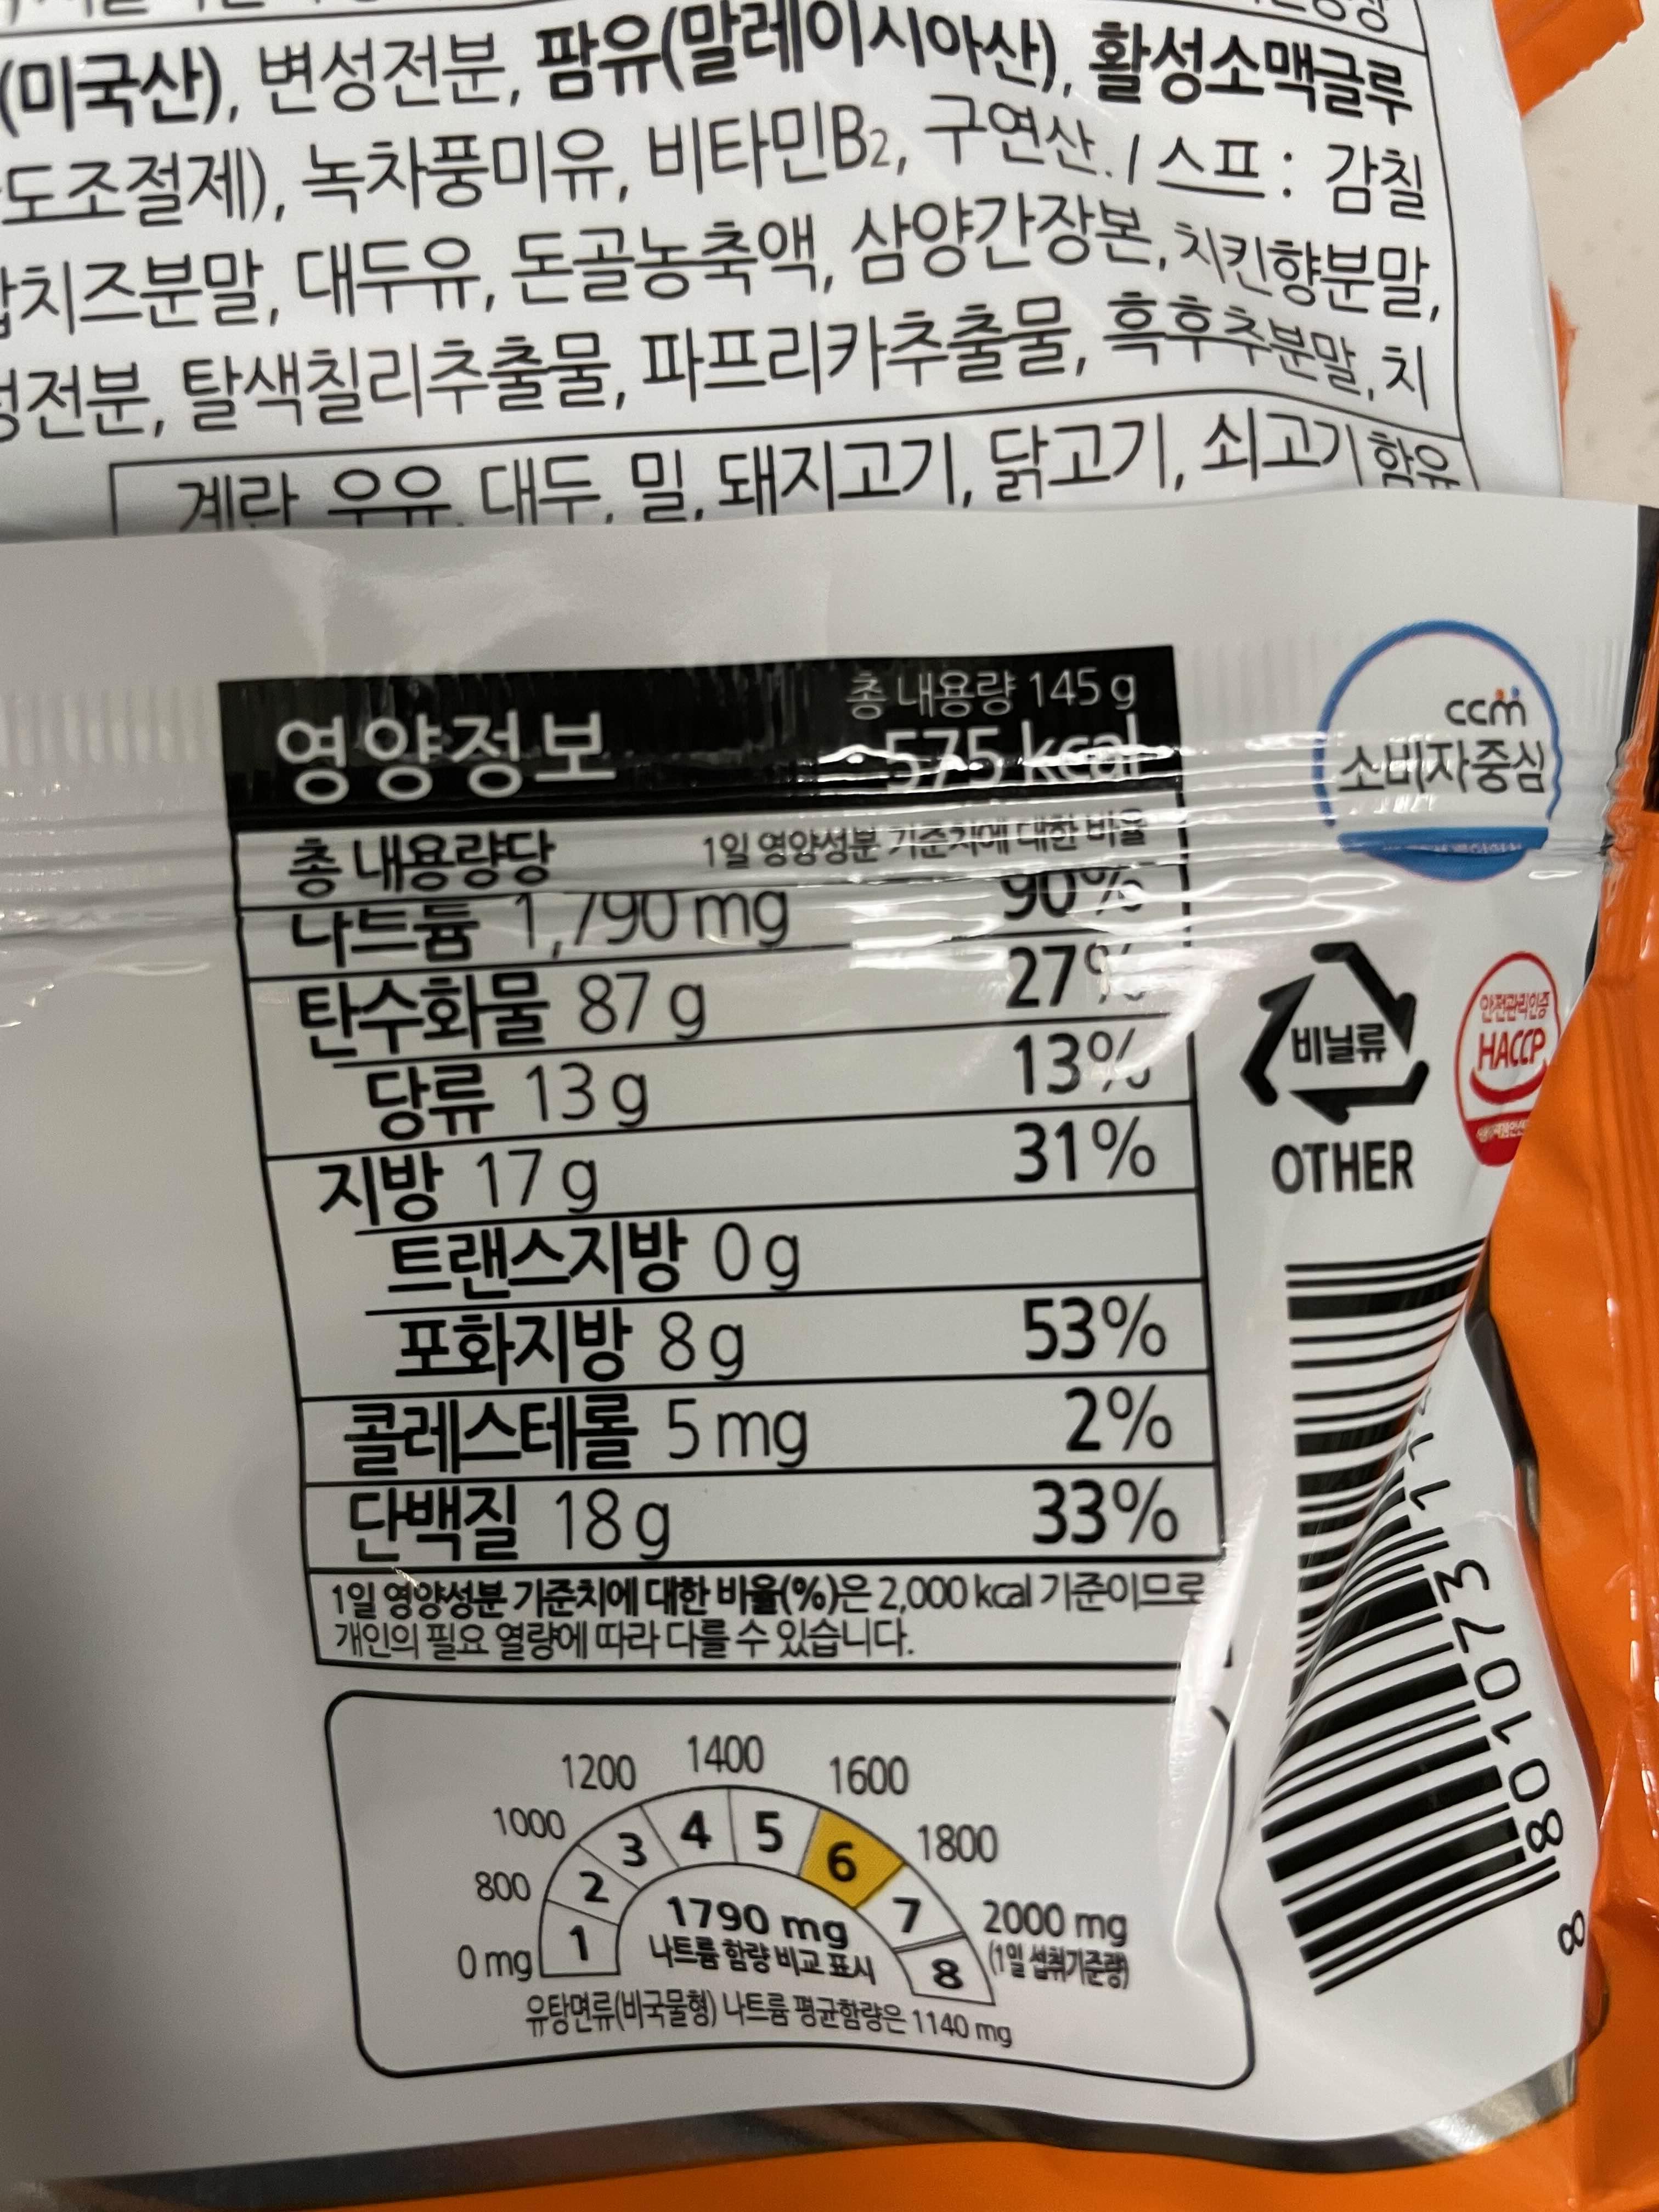 (미국산), 변성전분, 팜유(말레이시아산), 활성소맥글루
도조절제), 녹차풍미유, 비타민B2, 구연산. / 스프 : 감칠
치즈분말, 대두유, 돈골농축액, 삼양간장본, 치킨향분말,
전분, 탈색칠리추출물, 파프리카추출물, 흑후추분말, 치
계란, 우유, 대두, 밀, 돼지고기, 닭고기, 쇠고기 함유
영양정보
총 내용량 145 g
575 kcal
총 내용량당 1일 영양성분 기준치에 대한 비율
나트륨 1,790 mg 90%
탄수화물 87 g 27%
당류 13 g 13%
지방 17 g 31%
트랜스지방 0 g
포화지방 8 g 53%
콜레스테롤 5 mg 2%
단백질 18 g 33%
1일 영양성분 기준치에 대한 비율(%)은 2,000 kcal 기준이므로
개인의 필요 열량에 따라 다를 수 있습니다.
ccm
소비자중심
비닐류
OTHER
안전관리인증
HACCP
0 mg 800 1000 1200 1400 1600 1800 2000 mg
(1일 섭취기준량)
1 2 3 4 5 6 7 8
1790 mg
나트륨 함량 비교 표시
유탕면류(비국물형) 나트륨 평균함량은 1140 mg
8 801073 1